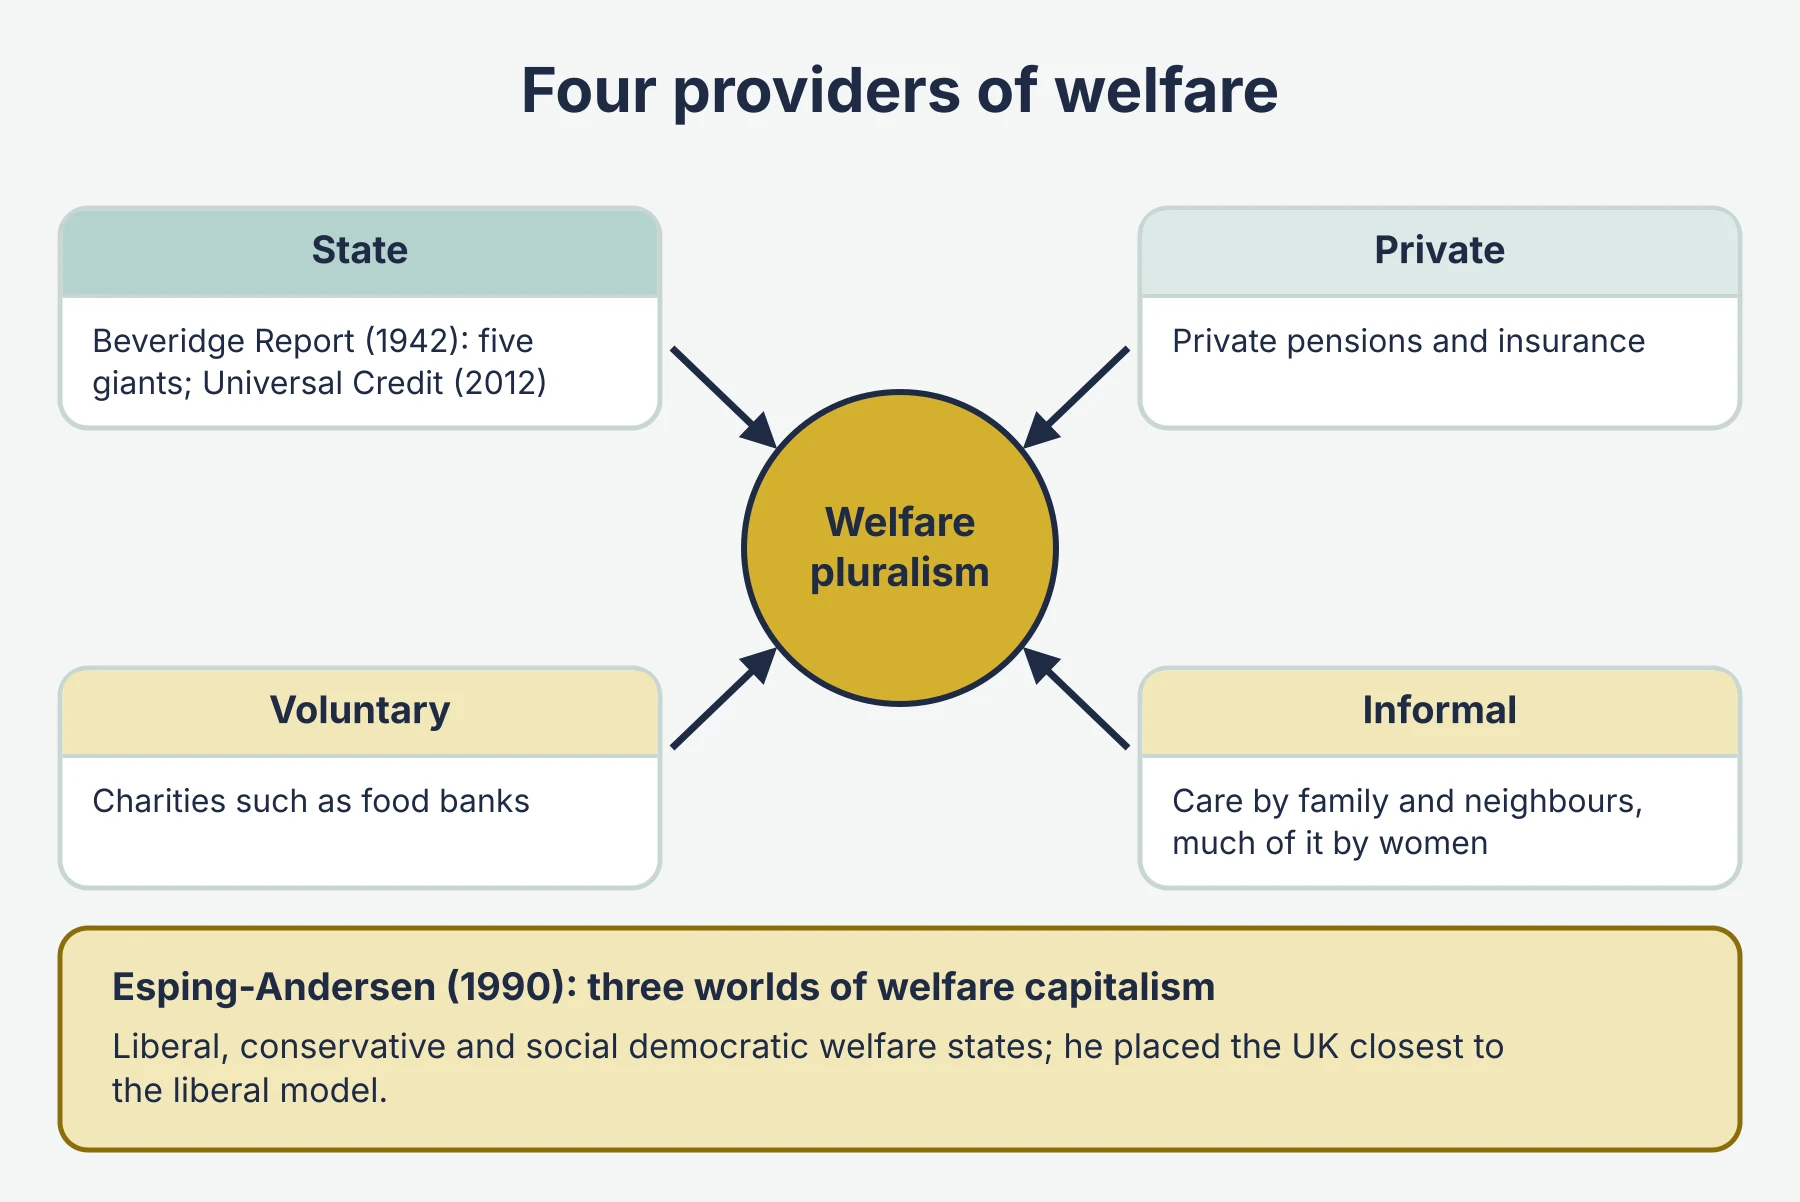 Four providers of welfare
State
Beveridge Report (1942): five
giants; Universal Credit (2012)
Private
Private pensions and insurance
Welfare
pluralism
Voluntary
Charities such as food banks
Informal
Care by family and neighbours,
much of it by women
Esping-Andersen (1990): three worlds of welfare capitalism
Liberal, conservative and social democratic welfare states; he placed the UK closest to
the liberal model.